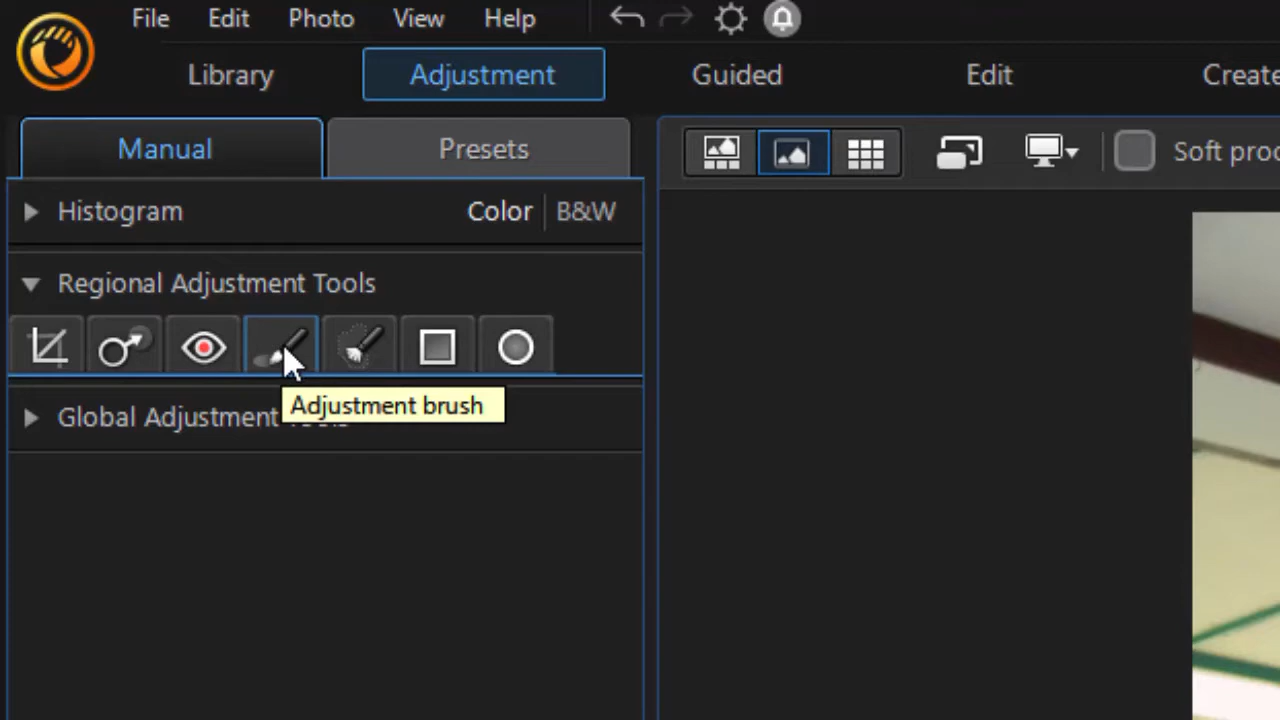 File Edit Photo View Help
Library Adjustment Guided Edit Create
Manual Presets
Soft proo
Histogram Color B&W
Regional Adjustment Tools
Adjustment brush
Global Adjustment Tools